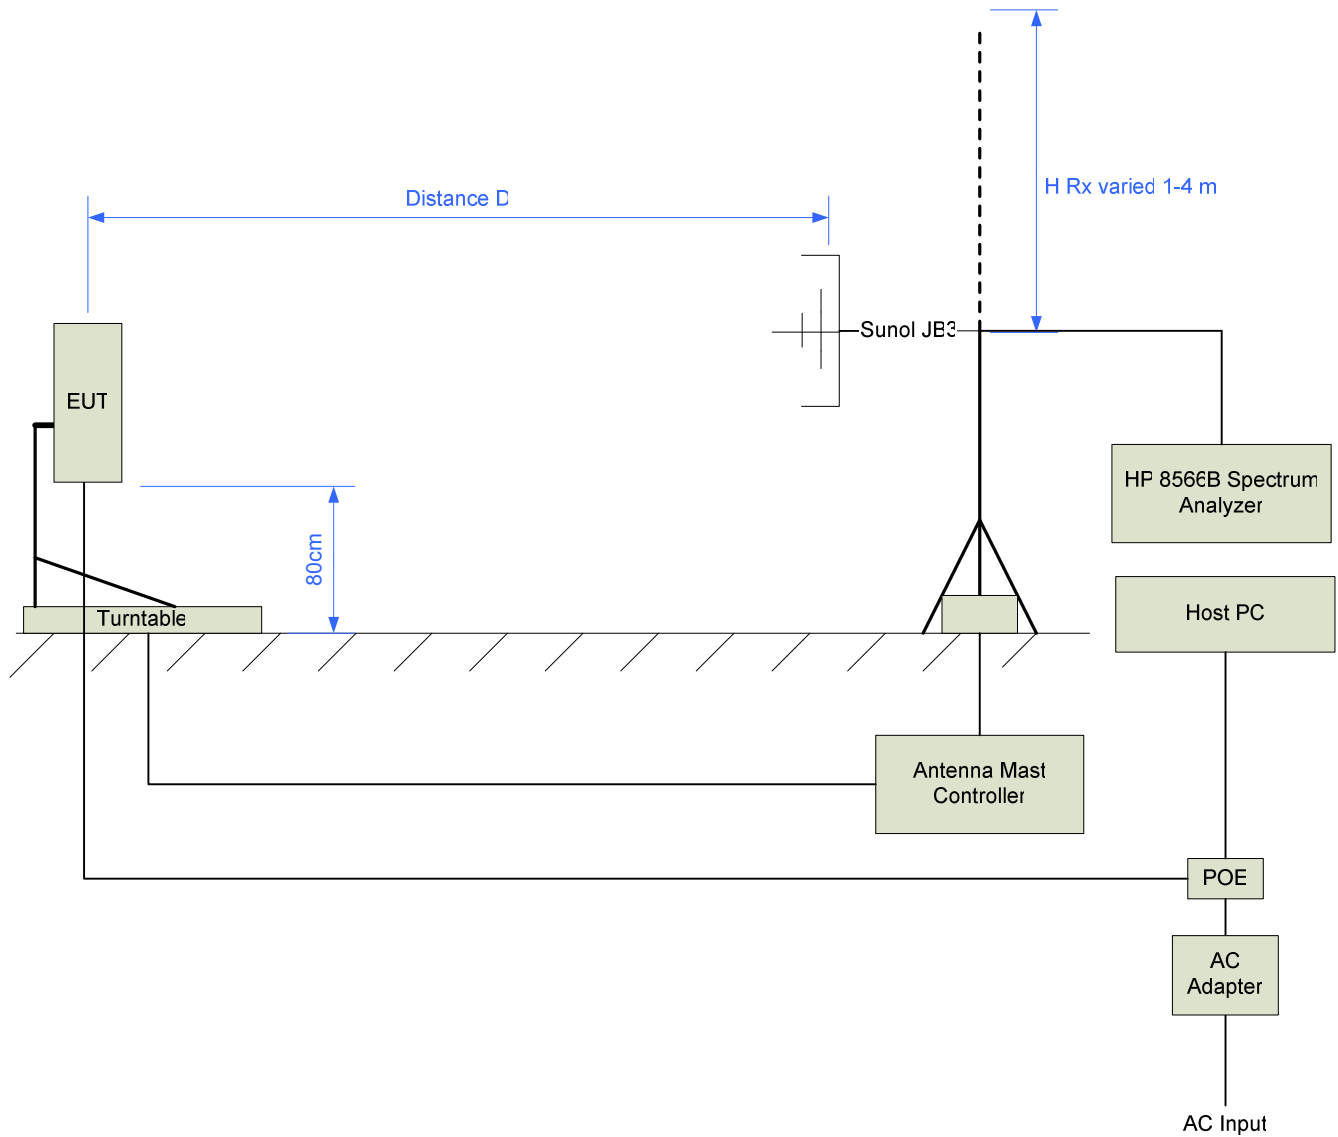 H Rx varied 1-4 m
Distance D
Sunol JB3
EUT
HP 8566B Spectrum
Analyzer
80cm
Turntable
Host PC
Antenna Mast
Controller
POE
AC
Adapter
AC Input